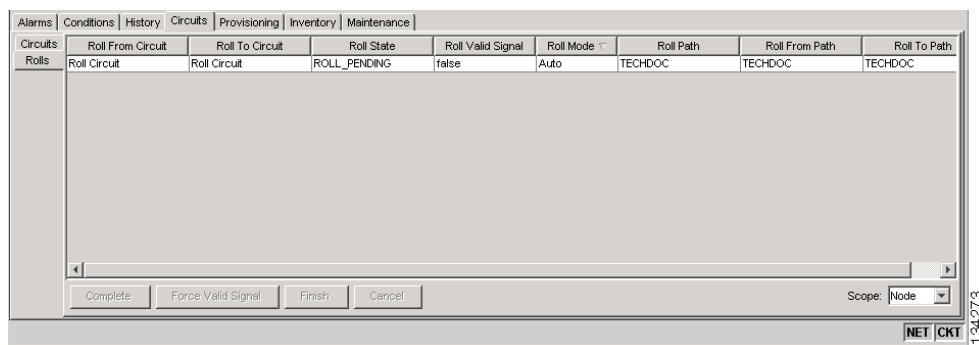 Alarms Conditions History Circuits Provisioning Inventory Maintenance
Circuits Roll From Circuit Roll To Circuit Roll State Roll Valid Signal Roll Mode Roll Path Roll From Path Roll To Path
Rolls Roll Circuit Roll Circuit ROLL_PENDING false Auto TECHDOC TECHDOC TECHDOC
Complete Force Valid Signal Finish Cancel Scope: Node
NET CKT
134273